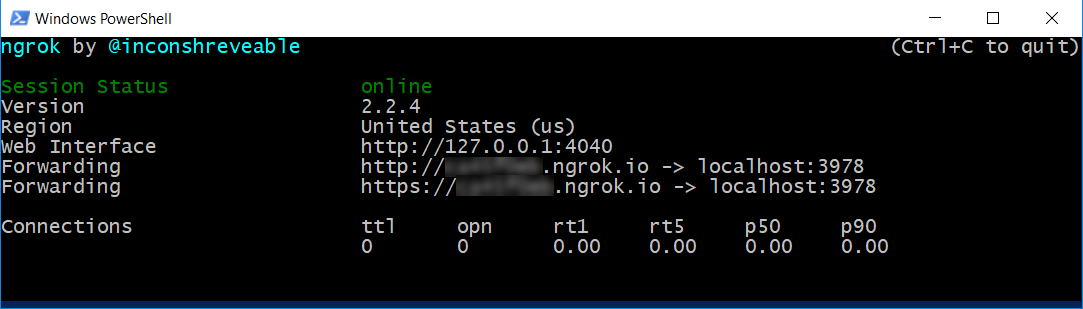 Windows PowerShell
ngrok by @inconshreveable (Ctrl+C to quit)
Session Status online
Version 2.2.4
Region United States (us)
Web Interface http://127.0.0.1:4040
Forwarding http:// .ngrok.io -> localhost:3978
Forwarding https:// .ngrok.io -> localhost:3978
Connections ttl opn rt1 rt5 p50 p90
0 0 0.00 0.00 0.00 0.00